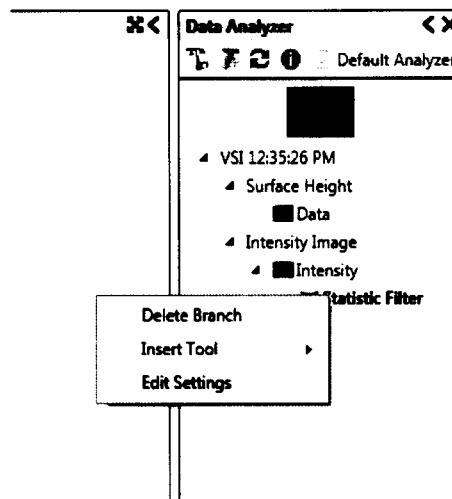 Data Analyzer
Default Analyzer
VSI 12:35:26 PM
Surface Height
Data
Intensity Image
Intensity
Statistic Filter
Delete Branch
Insert Tool
Edit Settings